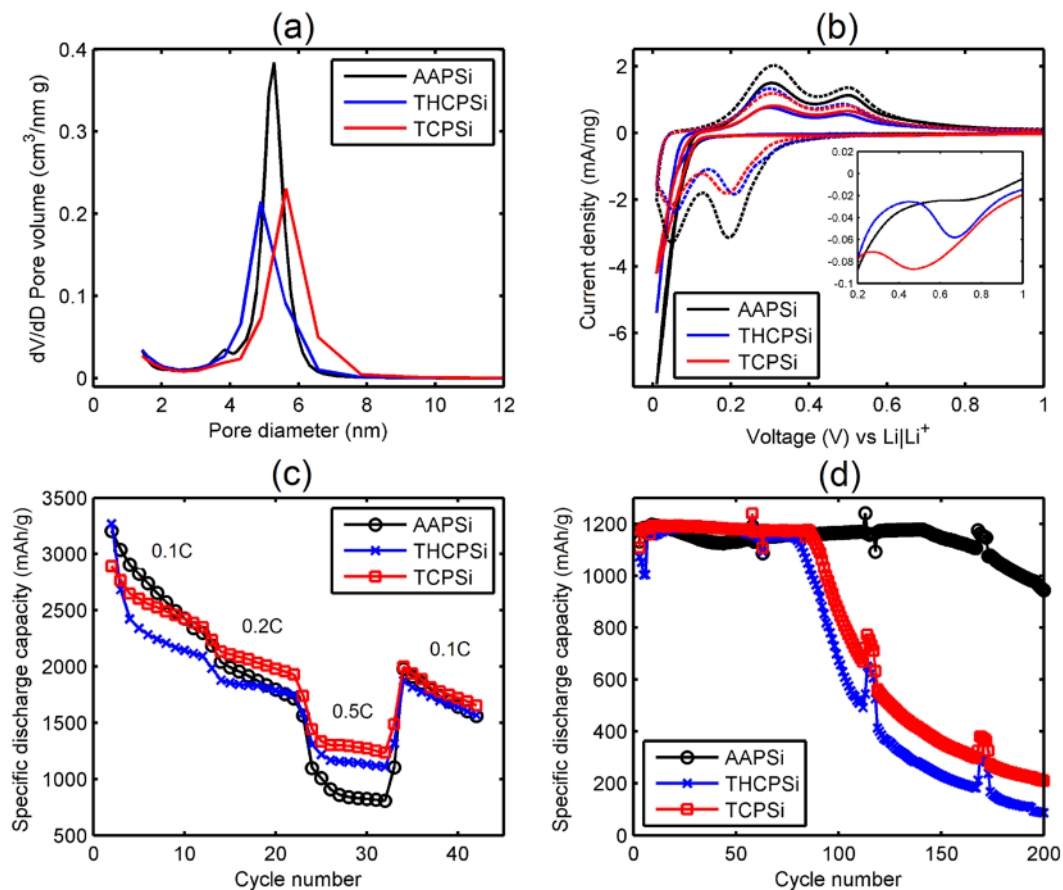 (a)
dV/dD Pore volume (cm³/nm g)
0.4
0.3
0.2
0.1
0
AAPSi
THCPSi
TCPSi
0 2 4 6 8 10 12
Pore diameter (nm)
(b)
Current density (mA/mg)
2
0
-2
-4
-6
0.02
0
-0.02
-0.04
-0.06
-0.08
-0.1
0.2 0.4 0.6 0.8 1
AAPSi
THCPSi
TCPSi
0 0.2 0.4 0.6 0.8 1
Voltage (V) vs Li|Li⁺
(c)
Specific discharge capacity (mAh/g)
3500
3000
2500
2000
1500
1000
500
AAPSi
THCPSi
TCPSi
0.1C
0.2C
0.5C
0.1C
0 10 20 30 40
Cycle number
(d)
Specific discharge capacity (mAh/g)
1200
1000
800
600
400
200
0
AAPSi
THCPSi
TCPSi
0 50 100 150 200
Cycle number